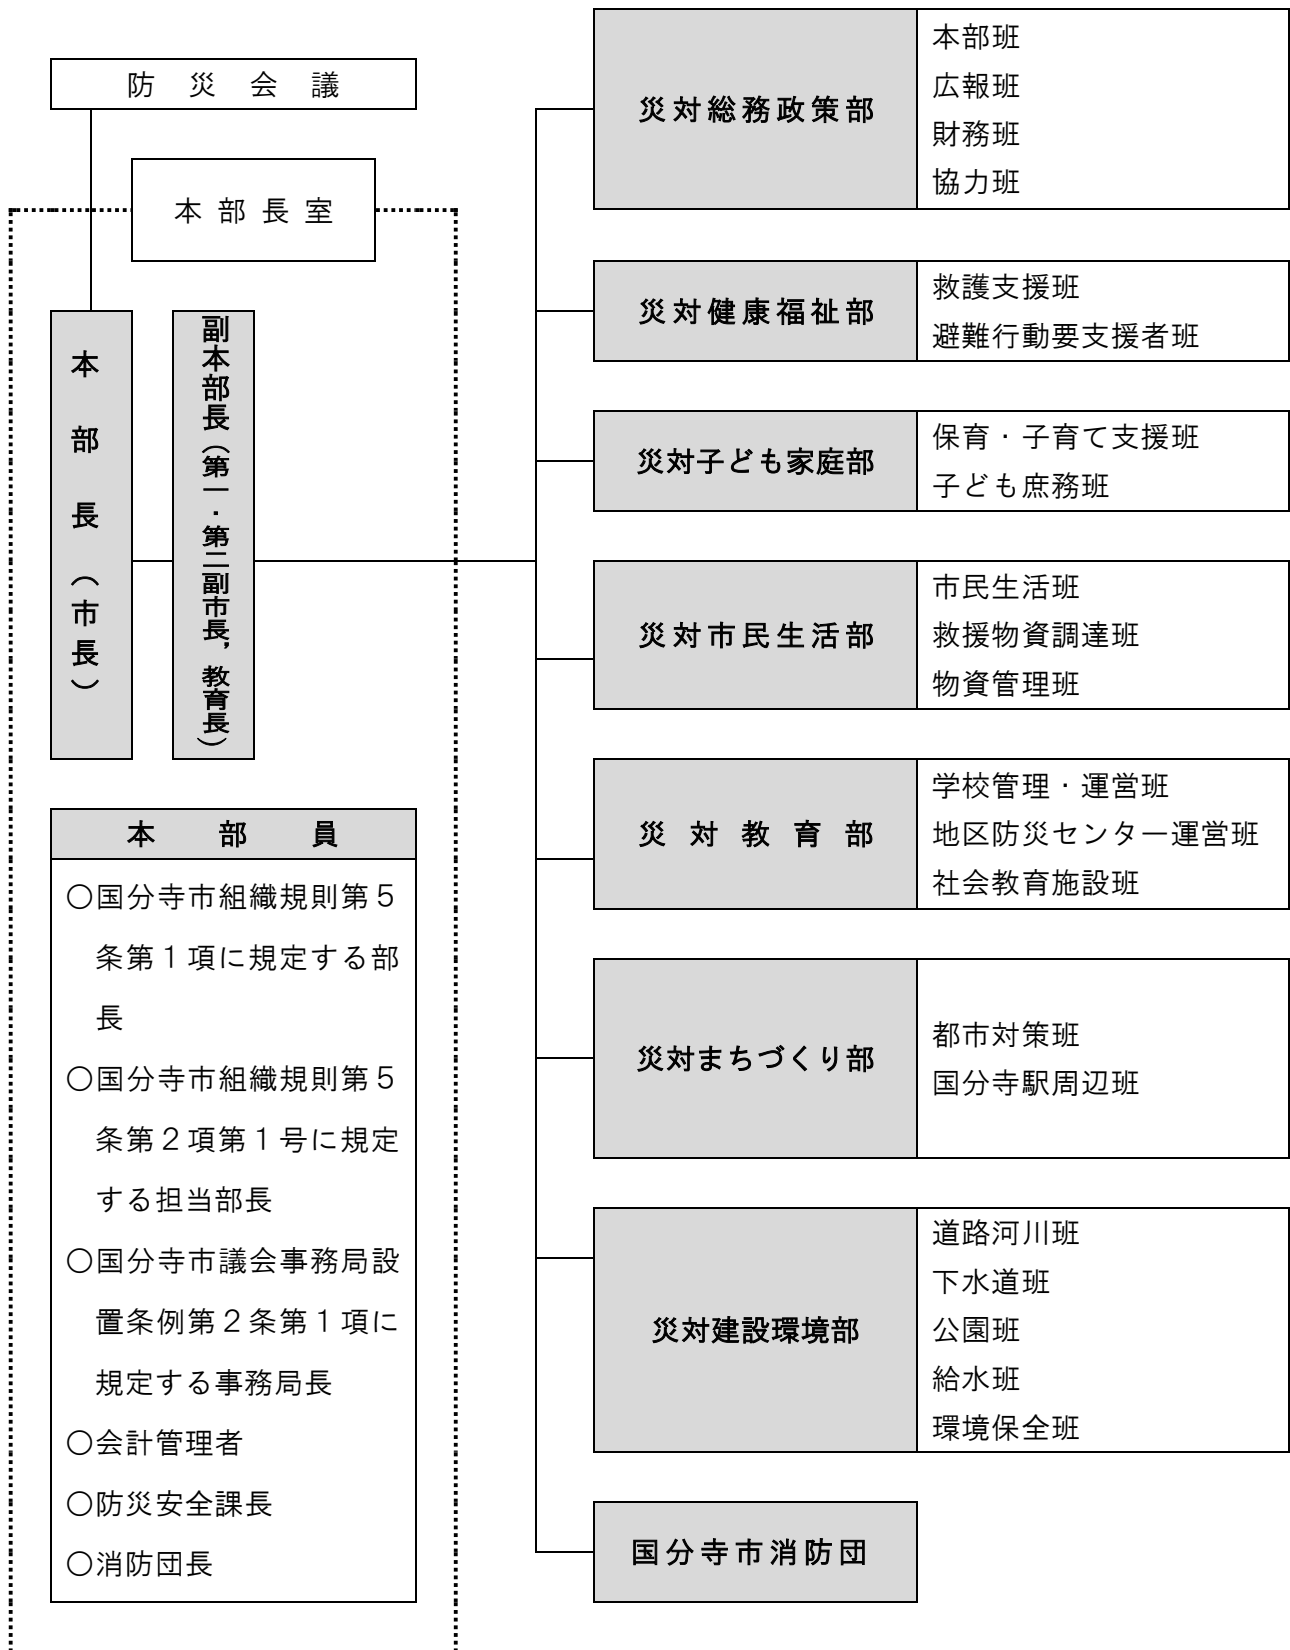 防災会議
本部長室
本部長（市長）
副本部長（第一・第二副市長，教育長）
本部員
○国分寺市組織規則第５
条第１項に規定する部
長
○国分寺市組織規則第５
条第２項第１号に規定
する担当部長
○国分寺市議会事務局設
置条例第２条第１項に
規定する事務局長
○会計管理者
○防災安全課長
○消防団長
災対総務政策部
本部班
広報班
財務班
協力班
災対健康福祉部
救護支援班
避難行動要支援者班
災対子ども家庭部
保育・子育て支援班
子ども庶務班
災対市民生活部
市民生活班
救援物資調達班
物資管理班
災対教育部
学校管理・運営班
地区防災センター運営班
社会教育施設班
災対まちづくり部
都市対策班
国分寺駅周辺班
災対建設環境部
道路河川班
下水道班
公園班
給水班
環境保全班
国分寺市消防団